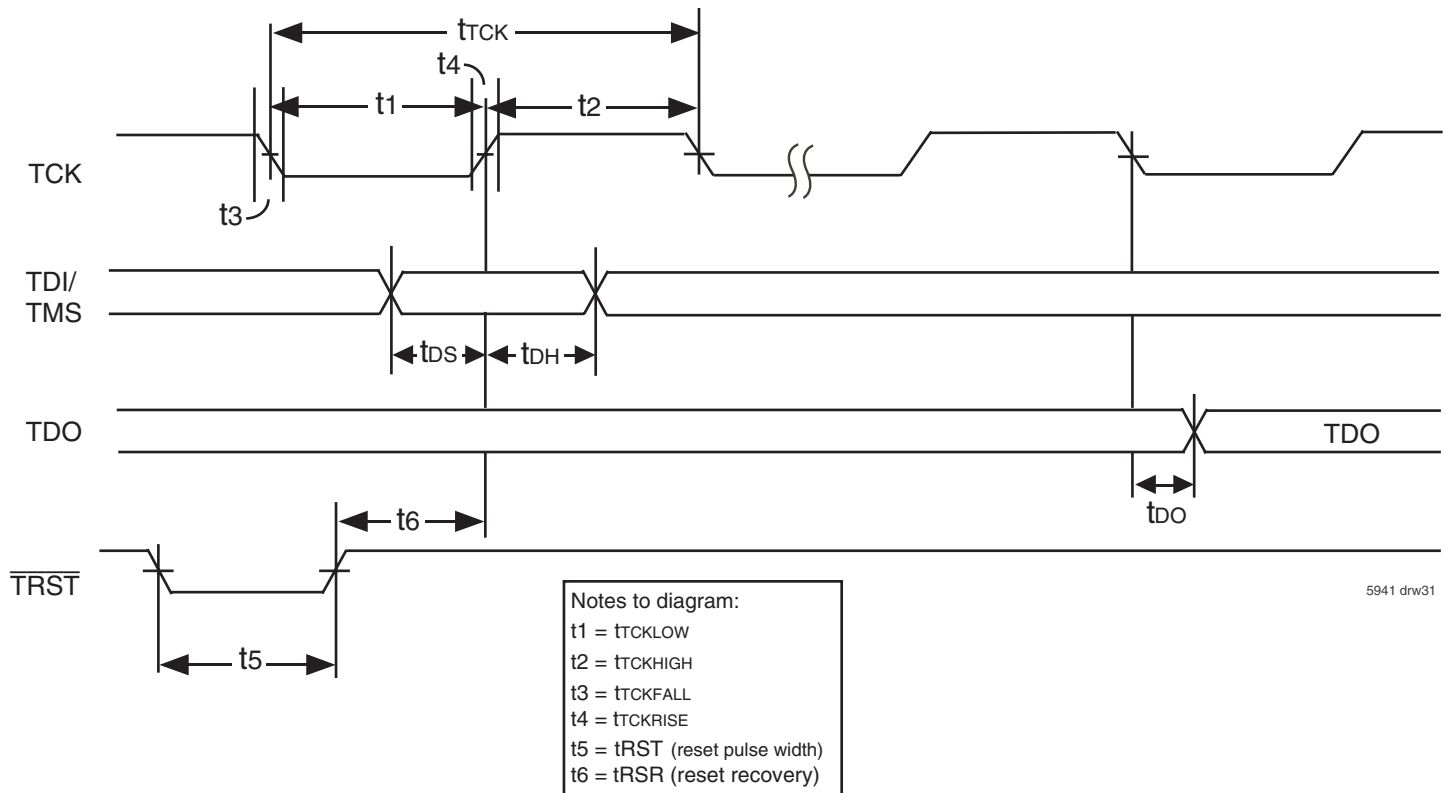 tTCK
t4
t1
t2
TCK
t3
TDI/
TMS
tDS
tDH
TDO
TDO
tDO
t6
TRST
5941 drw31
t5
Notes to diagram:
t1 = tTCKLOW
t2 = tTCKHIGH
t3 = tTCKFALL
t4 = tTCKRISE
t5 = tRST (reset pulse width)
t6 = tRSR (reset recovery)